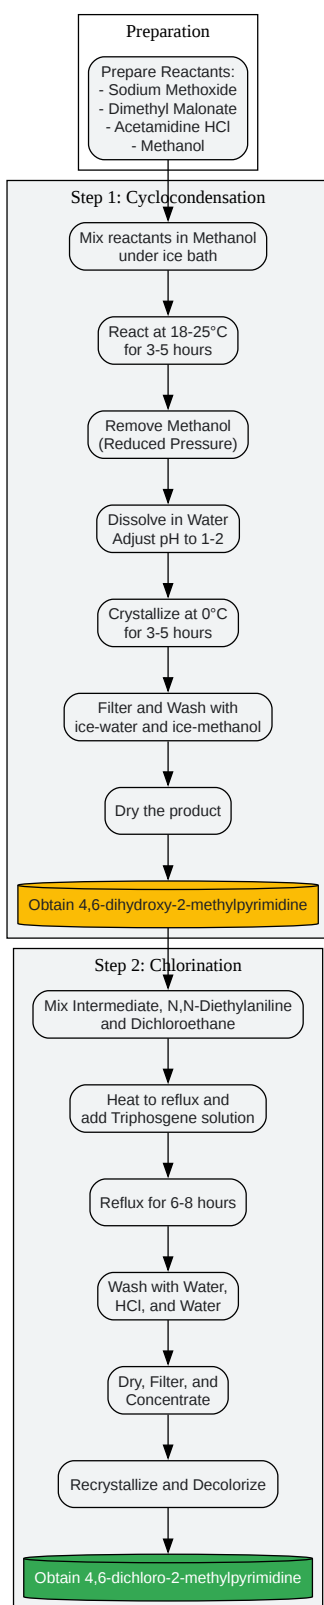 Preparation
Prepare Reactants:
- Sodium Methoxide
- Dimethyl Malonate
- Acetamidine HCl
- Methanol
Step 1: Cyclocondensation
Mix reactants in Methanol
under ice bath
React at 18-25°C
for 3-5 hours
Remove Methanol
(Reduced Pressure)
Dissolve in Water
Adjust pH to 1-2
Crystallize at 0°C
for 3-5 hours
Filter and Wash with
ice-water and ice-methanol
Dry the product
Obtain 4,6-dihydroxy-2-methylpyrimidine
Step 2: Chlorination
Mix Intermediate, N,N-Diethylaniline
and Dichloroethane
Heat to reflux and
add Triphosgene solution
Reflux for 6-8 hours
Wash with Water,
HCl, and Water
Dry, Filter, and
Concentrate
Recrystallize and Decolorize
Obtain 4,6-dichloro-2-methylpyrimidine